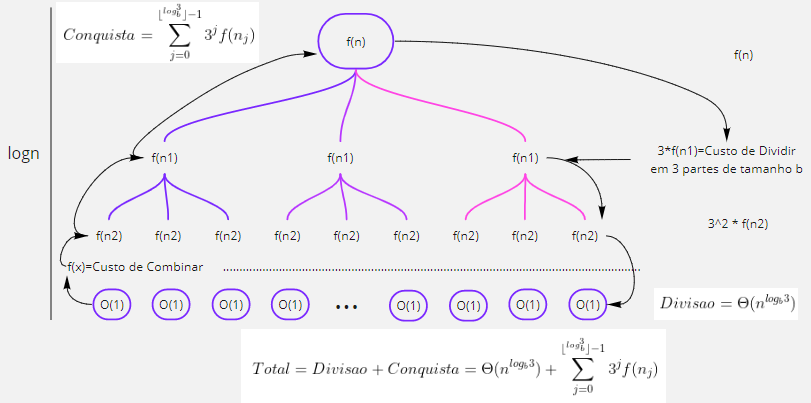 Conquista = \sum_{j=0}^{\lfloor log_b^3 \rfloor - 1} 3^j f(n_j)
f(n)
f(n)
logn
f(n1) f(n1) f(n1)
3*f(n1)=Custo de Dividir
em 3 partes de tamanho b
f(n2) f(n2) f(n2) f(n2) f(n2) f(n2) f(n2) f(n2) f(n2)
3^2 * f(n2)
f(x)=Custo de Combinar
O(1) O(1) O(1) O(1) ... O(1) O(1) O(1) O(1)
Divisao = Θ(n^{log_b 3})
Total = Divisao + Conquista = Θ(n^{log_b 3}) + \sum_{j=0}^{\lfloor log_b^3 \rfloor - 1} 3^j f(n_j)